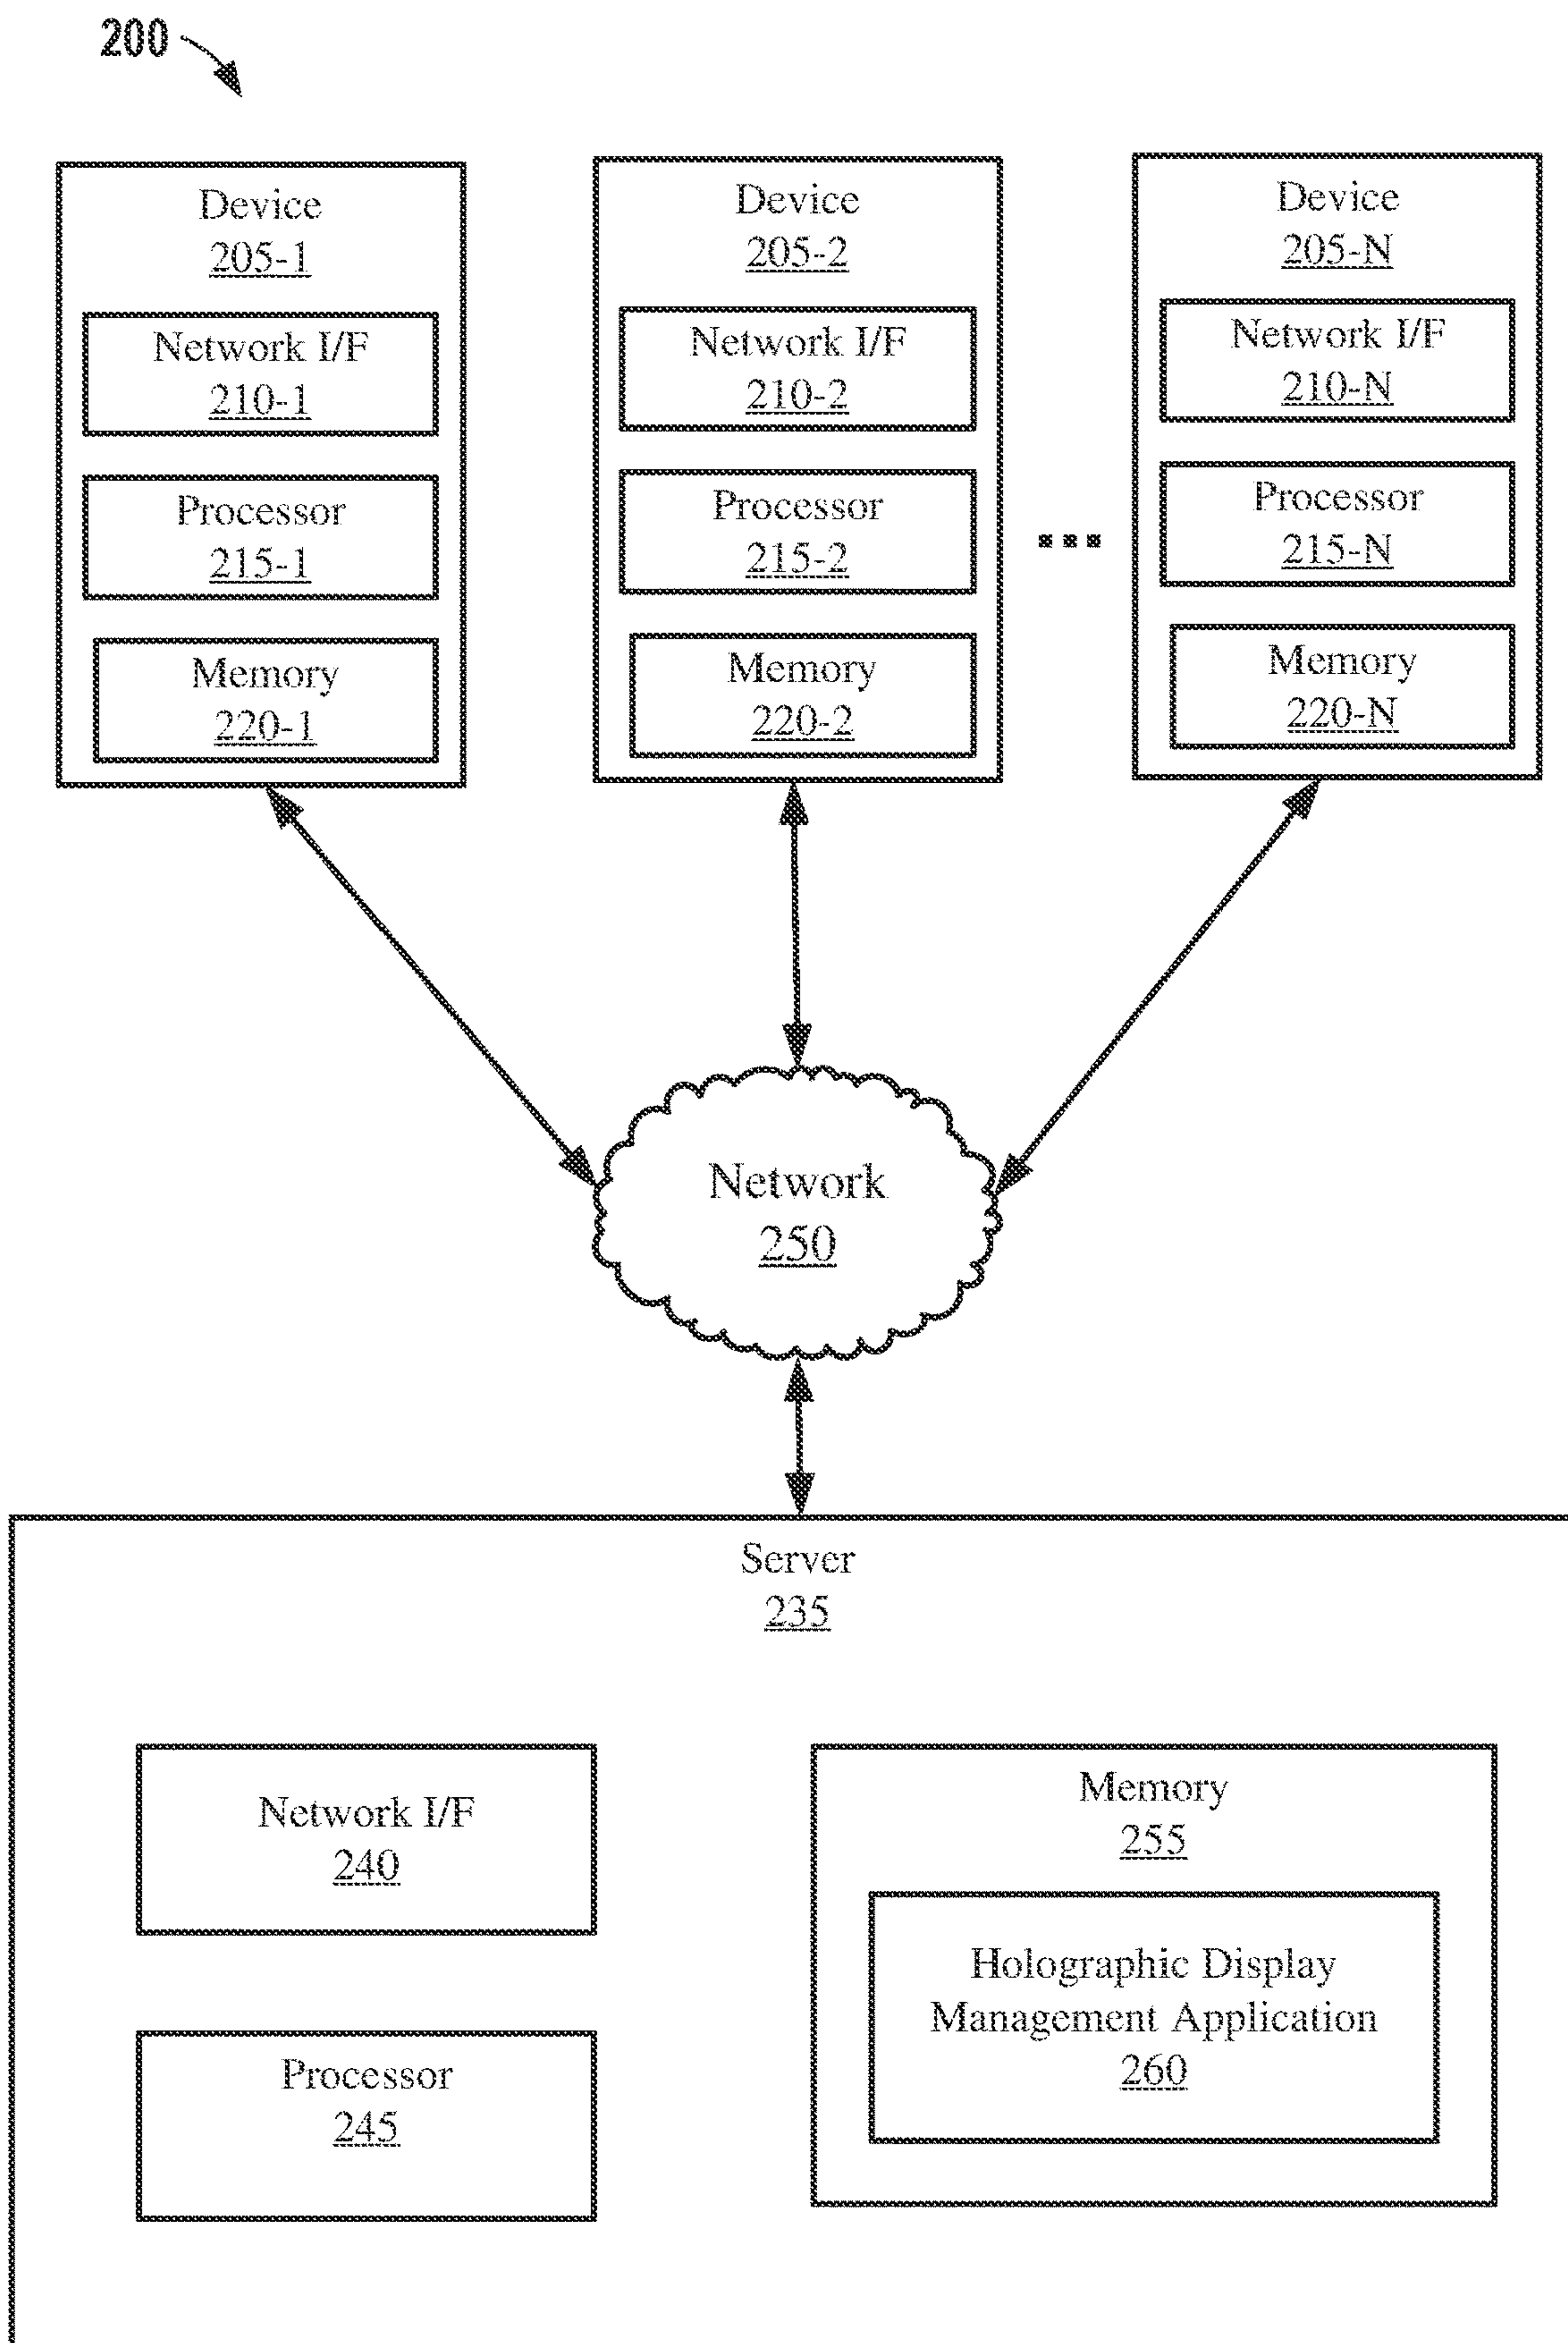 200
Device
205-1
Network I/F
210-1
Processor
215-1
Memory
220-1
Device
205-2
Network I/F
210-2
Processor
215-2
Memory
220-2
...
Device
205-N
Network I/F
210-N
Processor
215-N
Memory
220-N
Network
250
Server
235
Network I/F
240
Processor
245
Memory
255
Holographic Display
Management Application
260